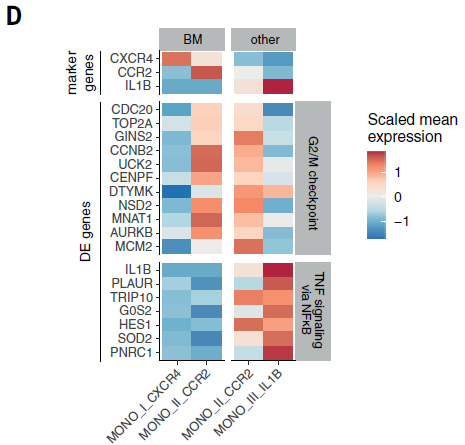 D
BM other
marker
genes
CXCR4
CCR2
IL1B
DE genes
CDC20
TOP2A
GINS2
CCNB2
UCK2
CENPF
DTYMK
NSD2
MNAT1
AURKB
MCM2
G2/M checkpoint
IL1B
PLAUR
TRIP10
G0S2
HES1
SOD2
PNRC1
TNF signaling
via NFκB
MONO_I_CXCR4
MONO_II_CCR2
MONO_II_CCR2
MONO_III_IL1B
Scaled mean
expression
1
0
−1